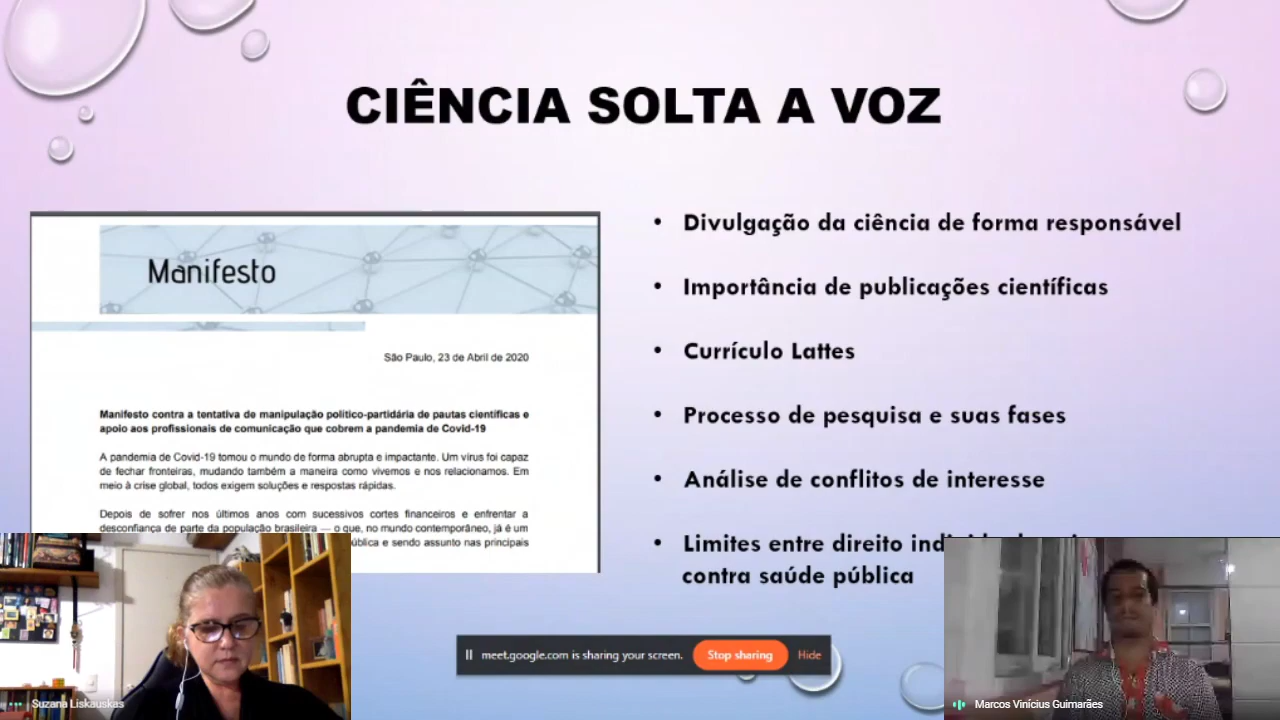 CIÊNCIA SOLTA A VOZ
Manifesto
São Paulo, 23 de Abril de 2020
Manifesto contra a tentativa de manipulação político-partidária de pautas científicas e
apoio aos profissionais de comunicação que cobrem a pandemia de Covid-19
A pandemia de Covid-19 tomou o mundo de forma abrupta e impactante. Um vírus foi capaz
de fechar fronteiras, mudando também a maneira como vivemos e nos relacionamos. Em
meio à crise global, todos exigem soluções e respostas rápidas.
Depois de sofrer nos últimos anos com sucessivos cortes financeiros e enfrentar a
desconfiança de parte da população brasileira — o que, no mundo contemporâneo, já é um
e sendo assunto nas principais
• Divulgação da ciência de forma responsável
• Importância de publicações científicas
• Currículo Lattes
• Processo de pesquisa e suas fases
• Análise de conflitos de interesse
• Limites entre direito
contra saúde pública
meet.google.com is sharing your screen.
Stop sharing
Hide
Suzana Liskauskas
Marcos Vinícius Guimarães